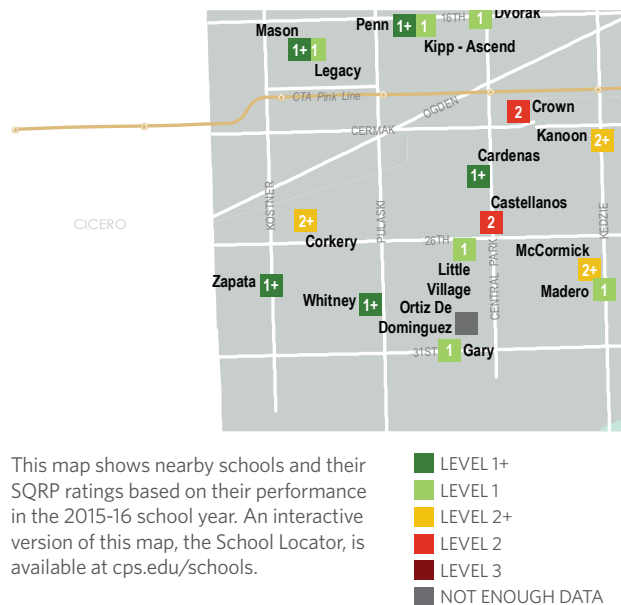 Dvorak
16TH
Mason
Penn
1+ 1
1
1+ 1
Kipp - Ascend
Legacy
CTA Pink Line
OGDEN
2
Crown
CERMAK
Kanoon
2+
Cardenas
1+
KOSTNER
PULASKI
CENTRAL PARK
KEDZIE
Castellanos
CICERO
2+
2
Corkery
26TH
1
McCormick
Zapata
1+
Little
Village
2+
Whitney
1+
Madero
1
Ortiz De
Dominguez
31ST
1
Gary
This map shows nearby schools and their
SQRP ratings based on their performance
in the 2015-16 school year. An interactive
version of this map, the School Locator, is
available at cps.edu/schools.
LEVEL 1+
LEVEL 1
LEVEL 2+
LEVEL 2
LEVEL 3
NOT ENOUGH DATA